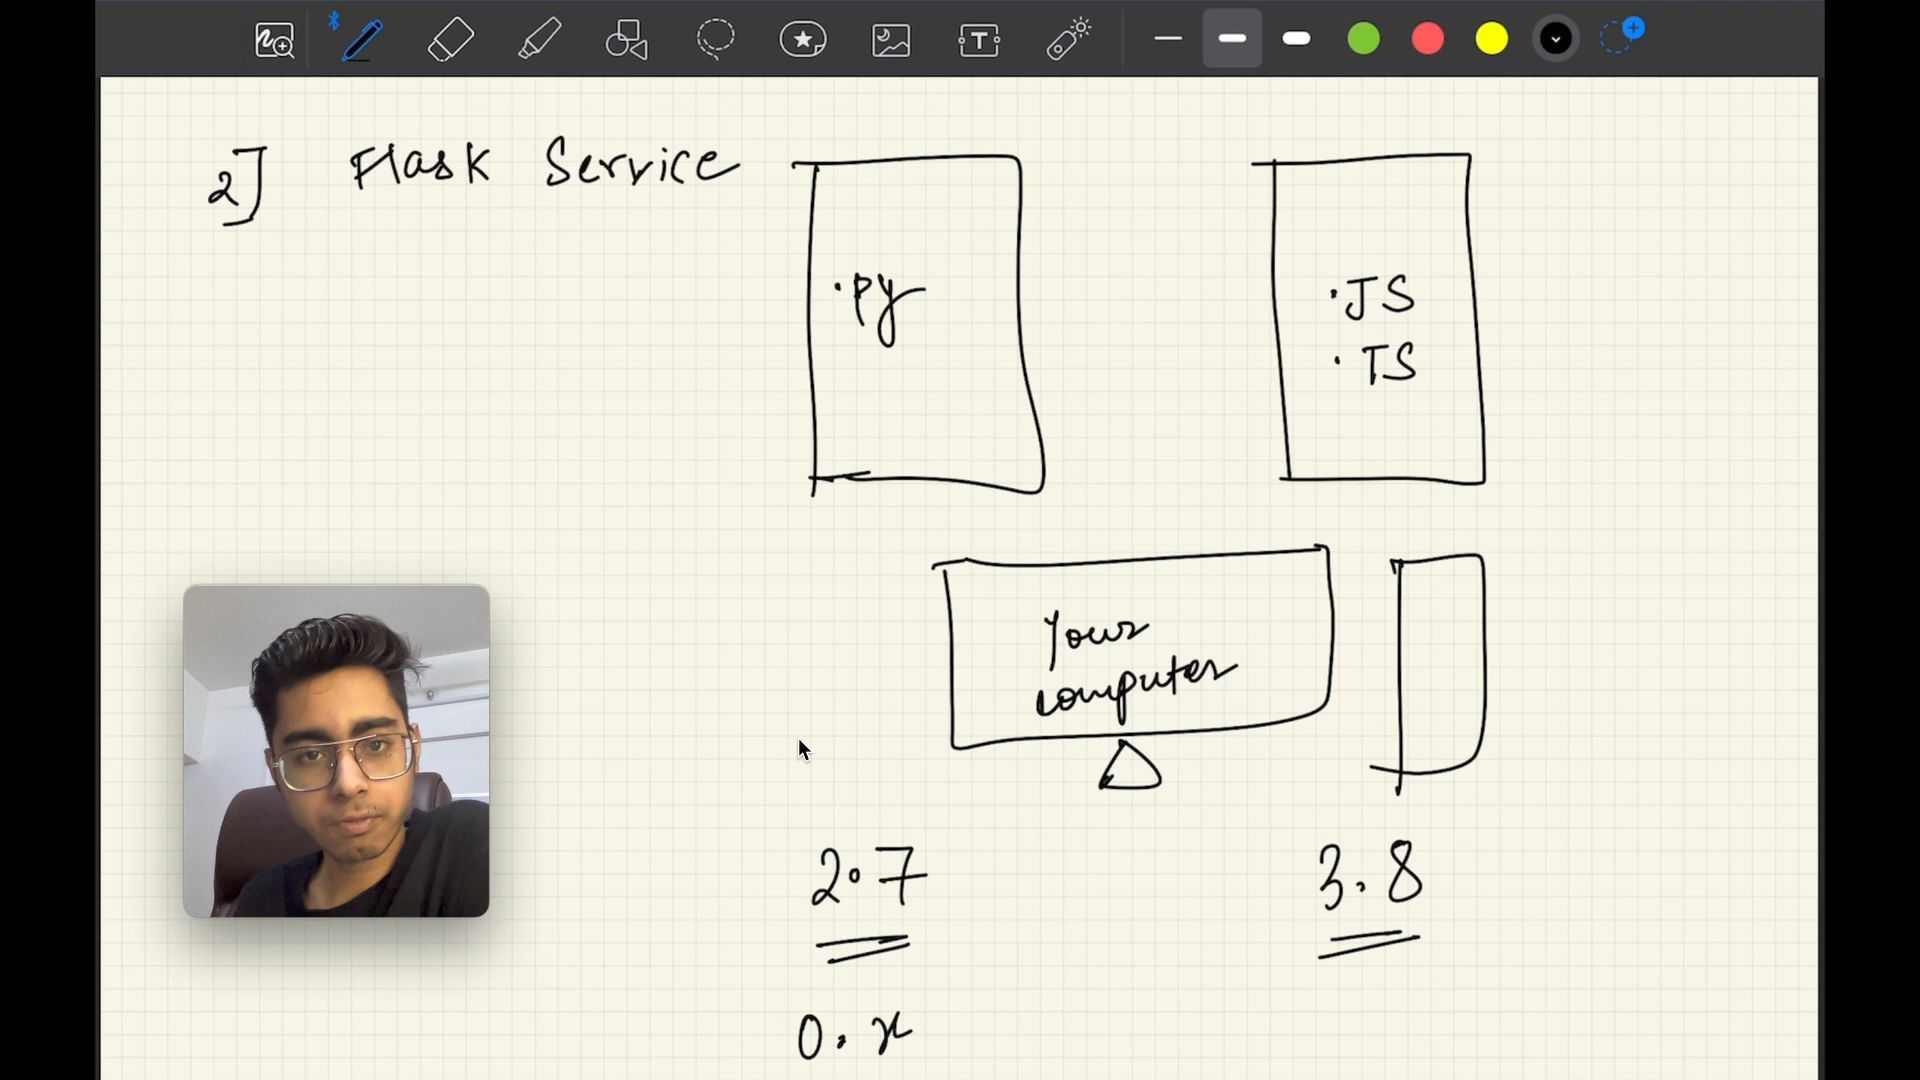 2] Flask Service
.py
.JS
.TS
Your
computer
2.7
3.8
0.x